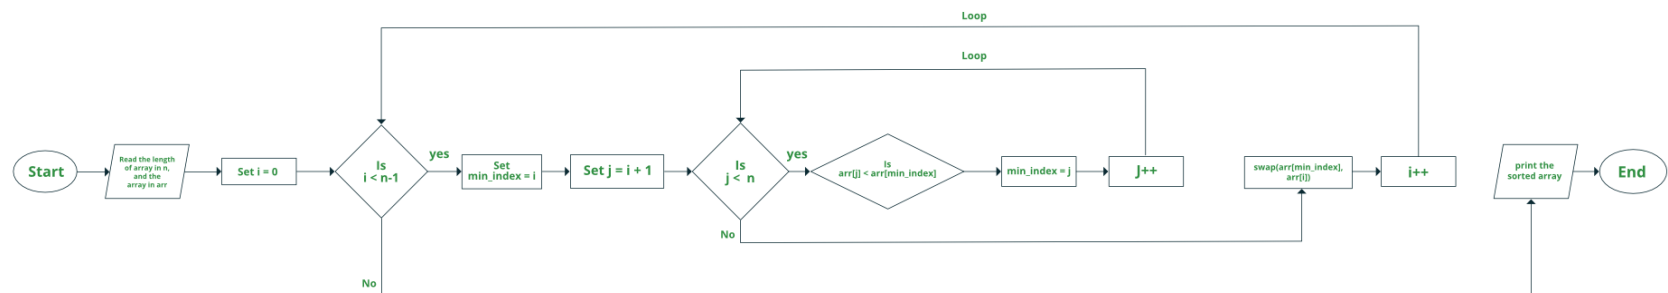 Loop
Loop
Start
Read the length
of array in n,
and the
array in arr
Set i = 0
Is
i < n-1
yes
Set
min_index = i
Set j = i + 1
Is
j < n
yes
Is
arr[j] < arr[min_index]
min_index = j
J++
swap(arr[min_index],
arr[i])
i++
print the
sorted array
End
No
No